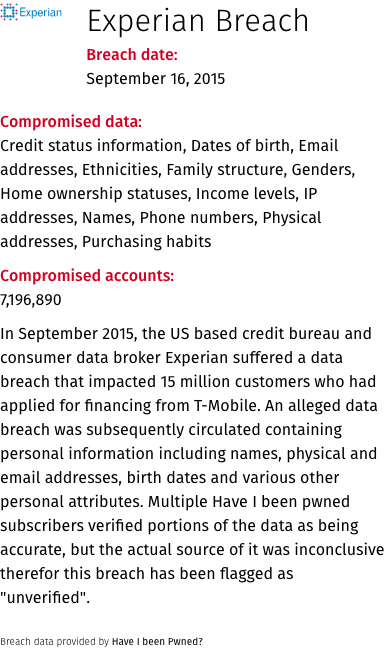 Experian
Experian Breach
Breach date:
September 16, 2015
Compromised data:
Credit status information, Dates of birth, Email
addresses, Ethnicities, Family structure, Genders,
Home ownership statuses, Income levels, IP
addresses, Names, Phone numbers, Physical
addresses, Purchasing habits
Compromised accounts:
7,196,890
In September 2015, the US based credit bureau and
consumer data broker Experian suffered a data
breach that impacted 15 million customers who had
applied for financing from T-Mobile. An alleged data
breach was subsequently circulated containing
personal information including names, physical and
email addresses, birth dates and various other
personal attributes. Multiple Have I been pwned
subscribers verified portions of the data as being
accurate, but the actual source of it was inconclusive
therefor this breach has been flagged as
"unverified".
Breach data provided by Have I been Pwned?